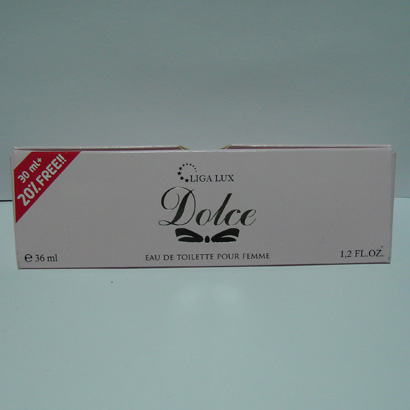 30 ml+
20% FREE!!
LIGA LUX
Dolce
EAU DE TOILETTE POUR FEMME
e 36 ml
1,2 FL.OZ.